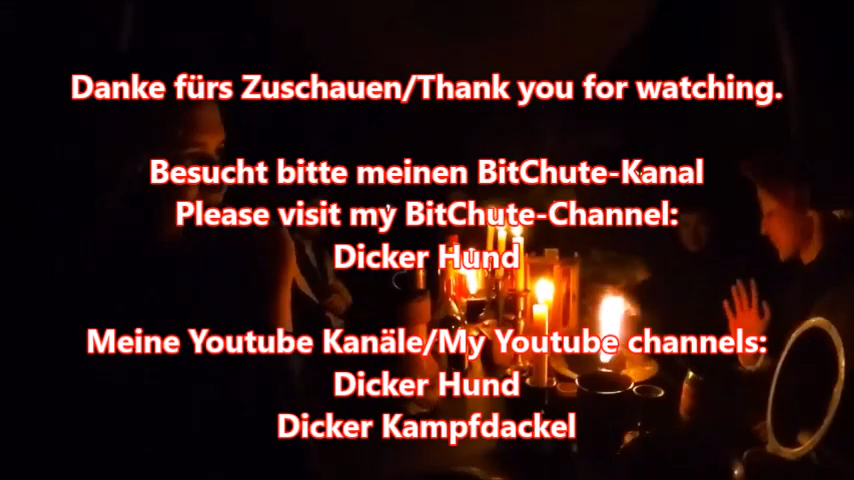 Danke fürs Zuschauen/Thank you for watching.
Besucht bitte meinen BitChute-Kanal
Please visit my BitChute-Channel:
Dicker Hund
Meine Youtube Kanäle/My Youtube channels:
Dicker Hund
Dicker Kampfdackel